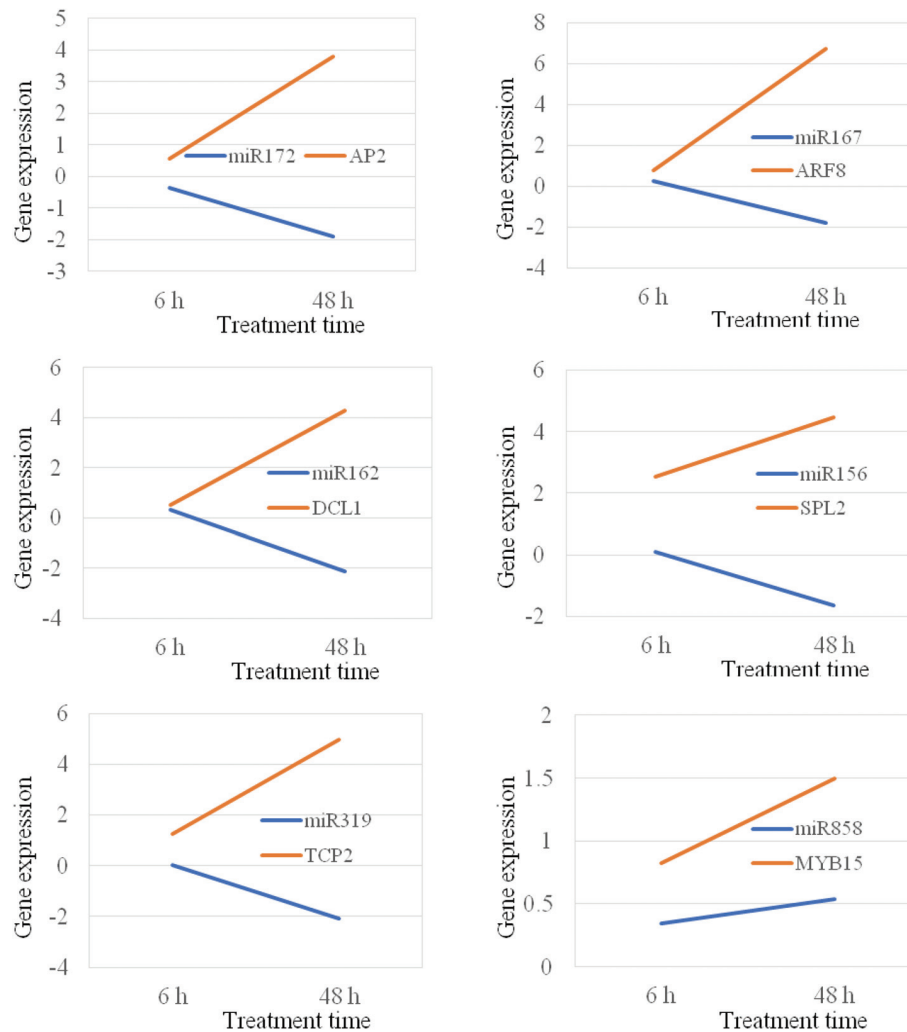 Gene expression
5
4
3
2
1
0
-1
-2
-3
miR172 AP2
6 h 48 h
Treatment time
Gene expression
8
6
4
2
0
-2
-4
miR167
ARF8
6 h 48 h
Treatment time
Gene expression
6
4
2
0
-2
-4
miR162
DCL1
6 h 48 h
Treatment time
Gene expression
6
4
2
0
-2
miR156
SPL2
6 h 48 h
Treatment time
Gene expression
6
4
2
0
-2
-4
miR319
TCP2
6 h 48 h
Treatment time
Gene expression
2
1.5
1
0.5
0
miR858
MYB15
6 h 48 h
Treatment time